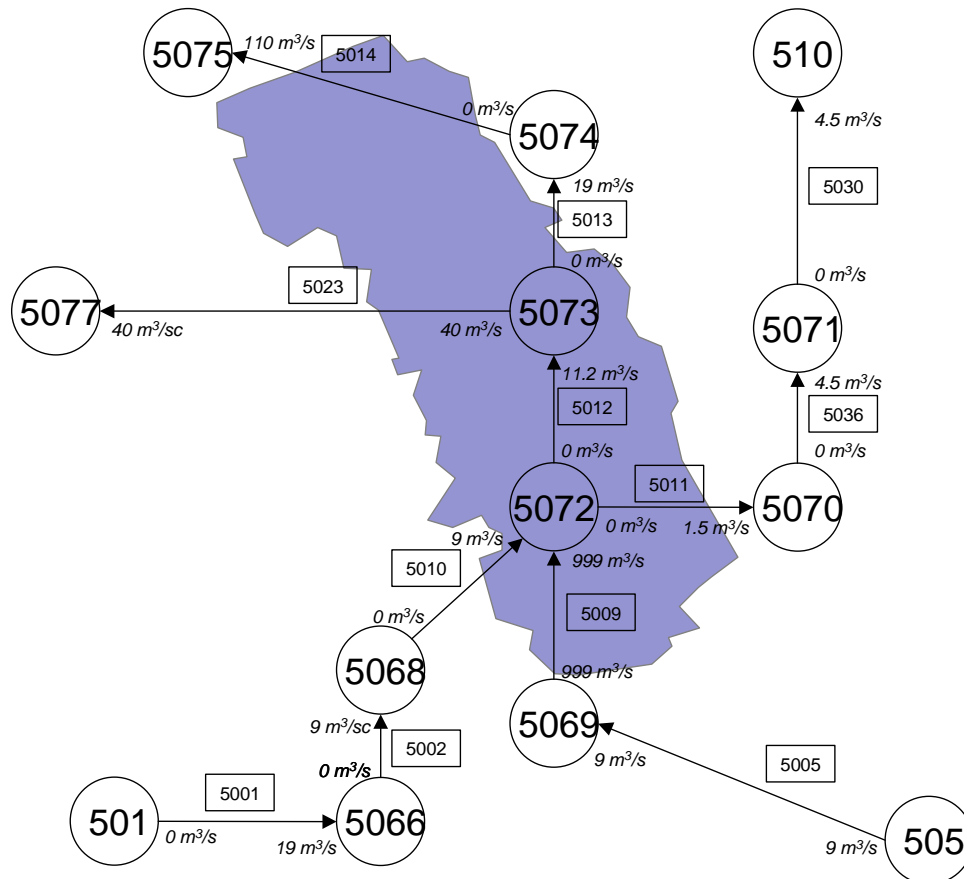 5075
110 m³/s
5014
510
0 m³/s
5074
4.5 m³/s
19 m³/s
5030
5013
0 m³/s
0 m³/s
5023
5077
40 m³/sc
40 m³/s
5073
5071
11.2 m³/s
4.5 m³/s
5012
5036
0 m³/s
0 m³/s
5011
5072
0 m³/s
1.5 m³/s
5070
9 m³/s
999 m³/s
5010
5009
0 m³/s
5068
999 m³/s
9 m³/sc
5069
5002
9 m³/s
5005
0 m³/s
5001
501
0 m³/s
19 m³/s
5066
9 m³/s
505